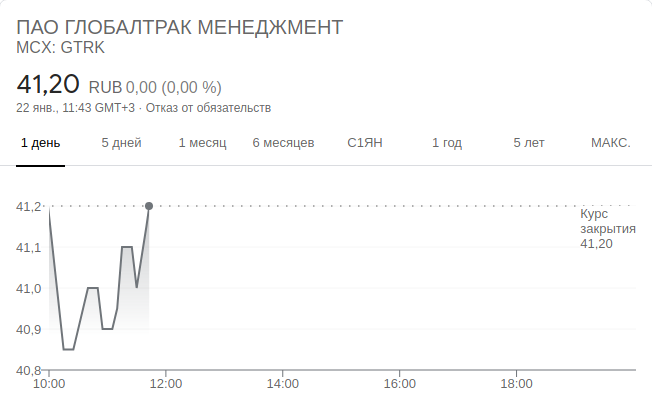 ПАО ГЛОБАЛТРАК МЕНЕДЖМЕНТ
MCX: GTRK
41,20 RUB 0,00 (0,00 %)
22 янв., 11:43 GMT+3 · Отказ от обязательств
1 день 5 дней 1 месяц 6 месяцев С1ЯН 1 год 5 лет МАКС.
41,2
41,1
41,0
40,9
40,8
Курс
закрытия
41,20
10:00 12:00 14:00 16:00 18:00